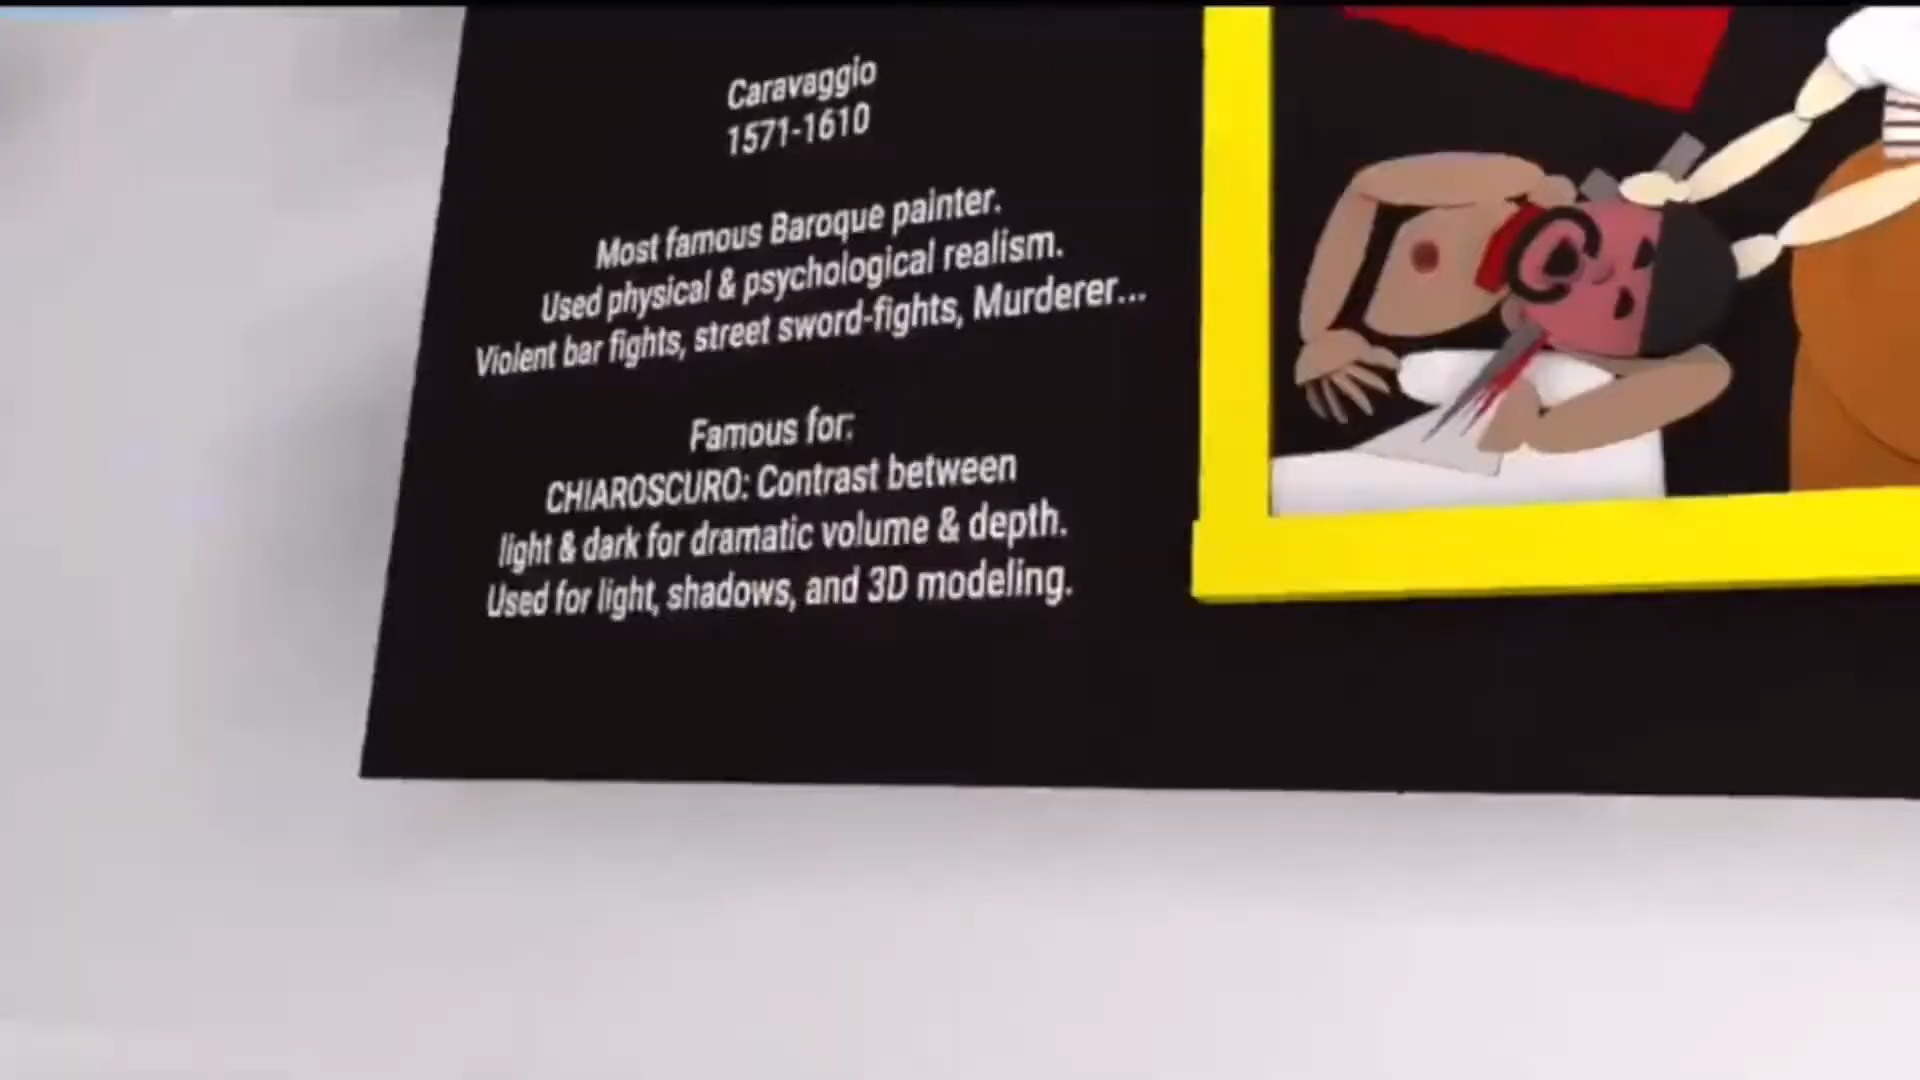 Caravaggio
1571-1610
Most famous Baroque painter.
Used physical & psychological realism.
Violent bar fights, street sword-fights, Murderer...
Famous for:
CHIAROSCURO: Contrast between
light & dark for dramatic volume & depth.
Used for light, shadows, and 3D modeling.